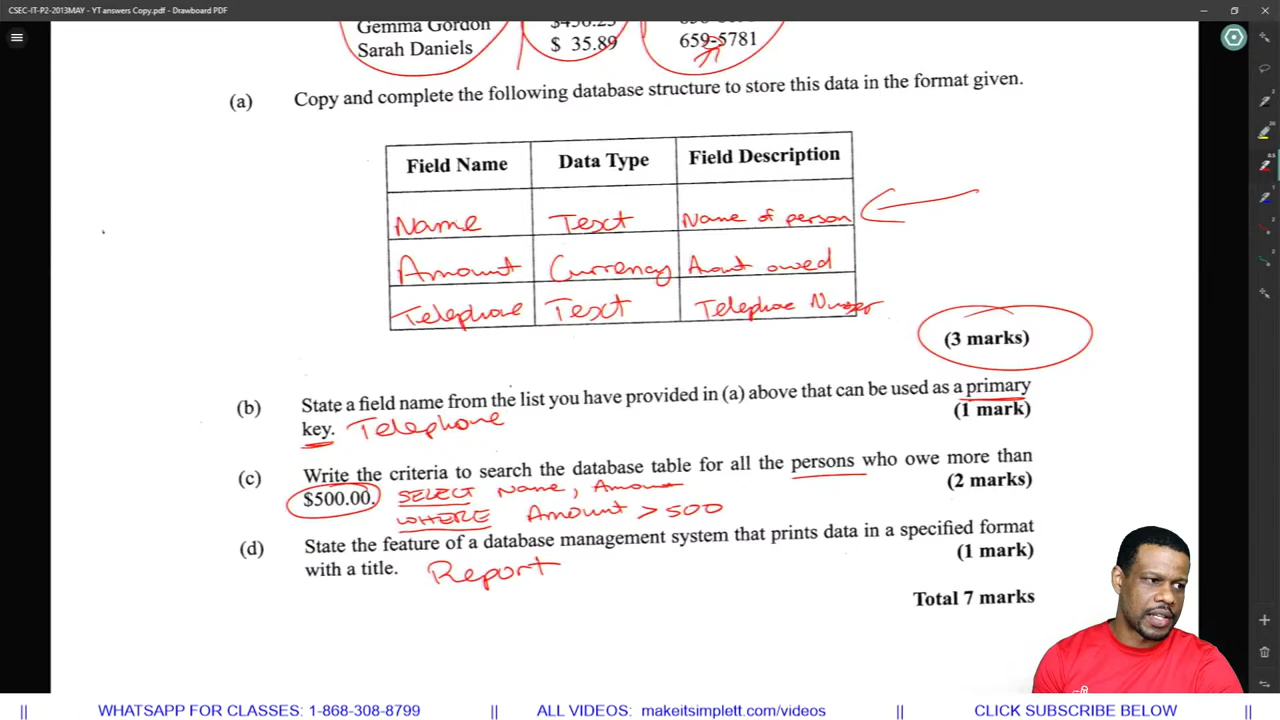 CSEC-IT-P2-2013MAY - YT answers Copy.pdf - Drawboard PDF
Gemma Gordon
Sarah Daniels $ 35.89 659-5781
(a) Copy and complete the following database structure to store this data in the format given.
Field Name Data Type Field Description
Name Text Name of person
Amount Currency Amount owed
Telephone Text Telephone Number
(3 marks)
(b) State a field name from the list you have provided in (a) above that can be used as a primary
key. Telephone (1 mark)
(c) Write the criteria to search the database table for all the persons who owe more than
$500.00. SELECT Name, Amount (2 marks)
WHERE Amount > 500
(d) State the feature of a database management system that prints data in a specified format
with a title. Report (1 mark)
Total 7 marks
|| WHATSAPP FOR CLASSES: 1-868-308-8799 || ALL VIDEOS: makeitsimplett.com/videos || CLICK SUBSCRIBE BELOW ||